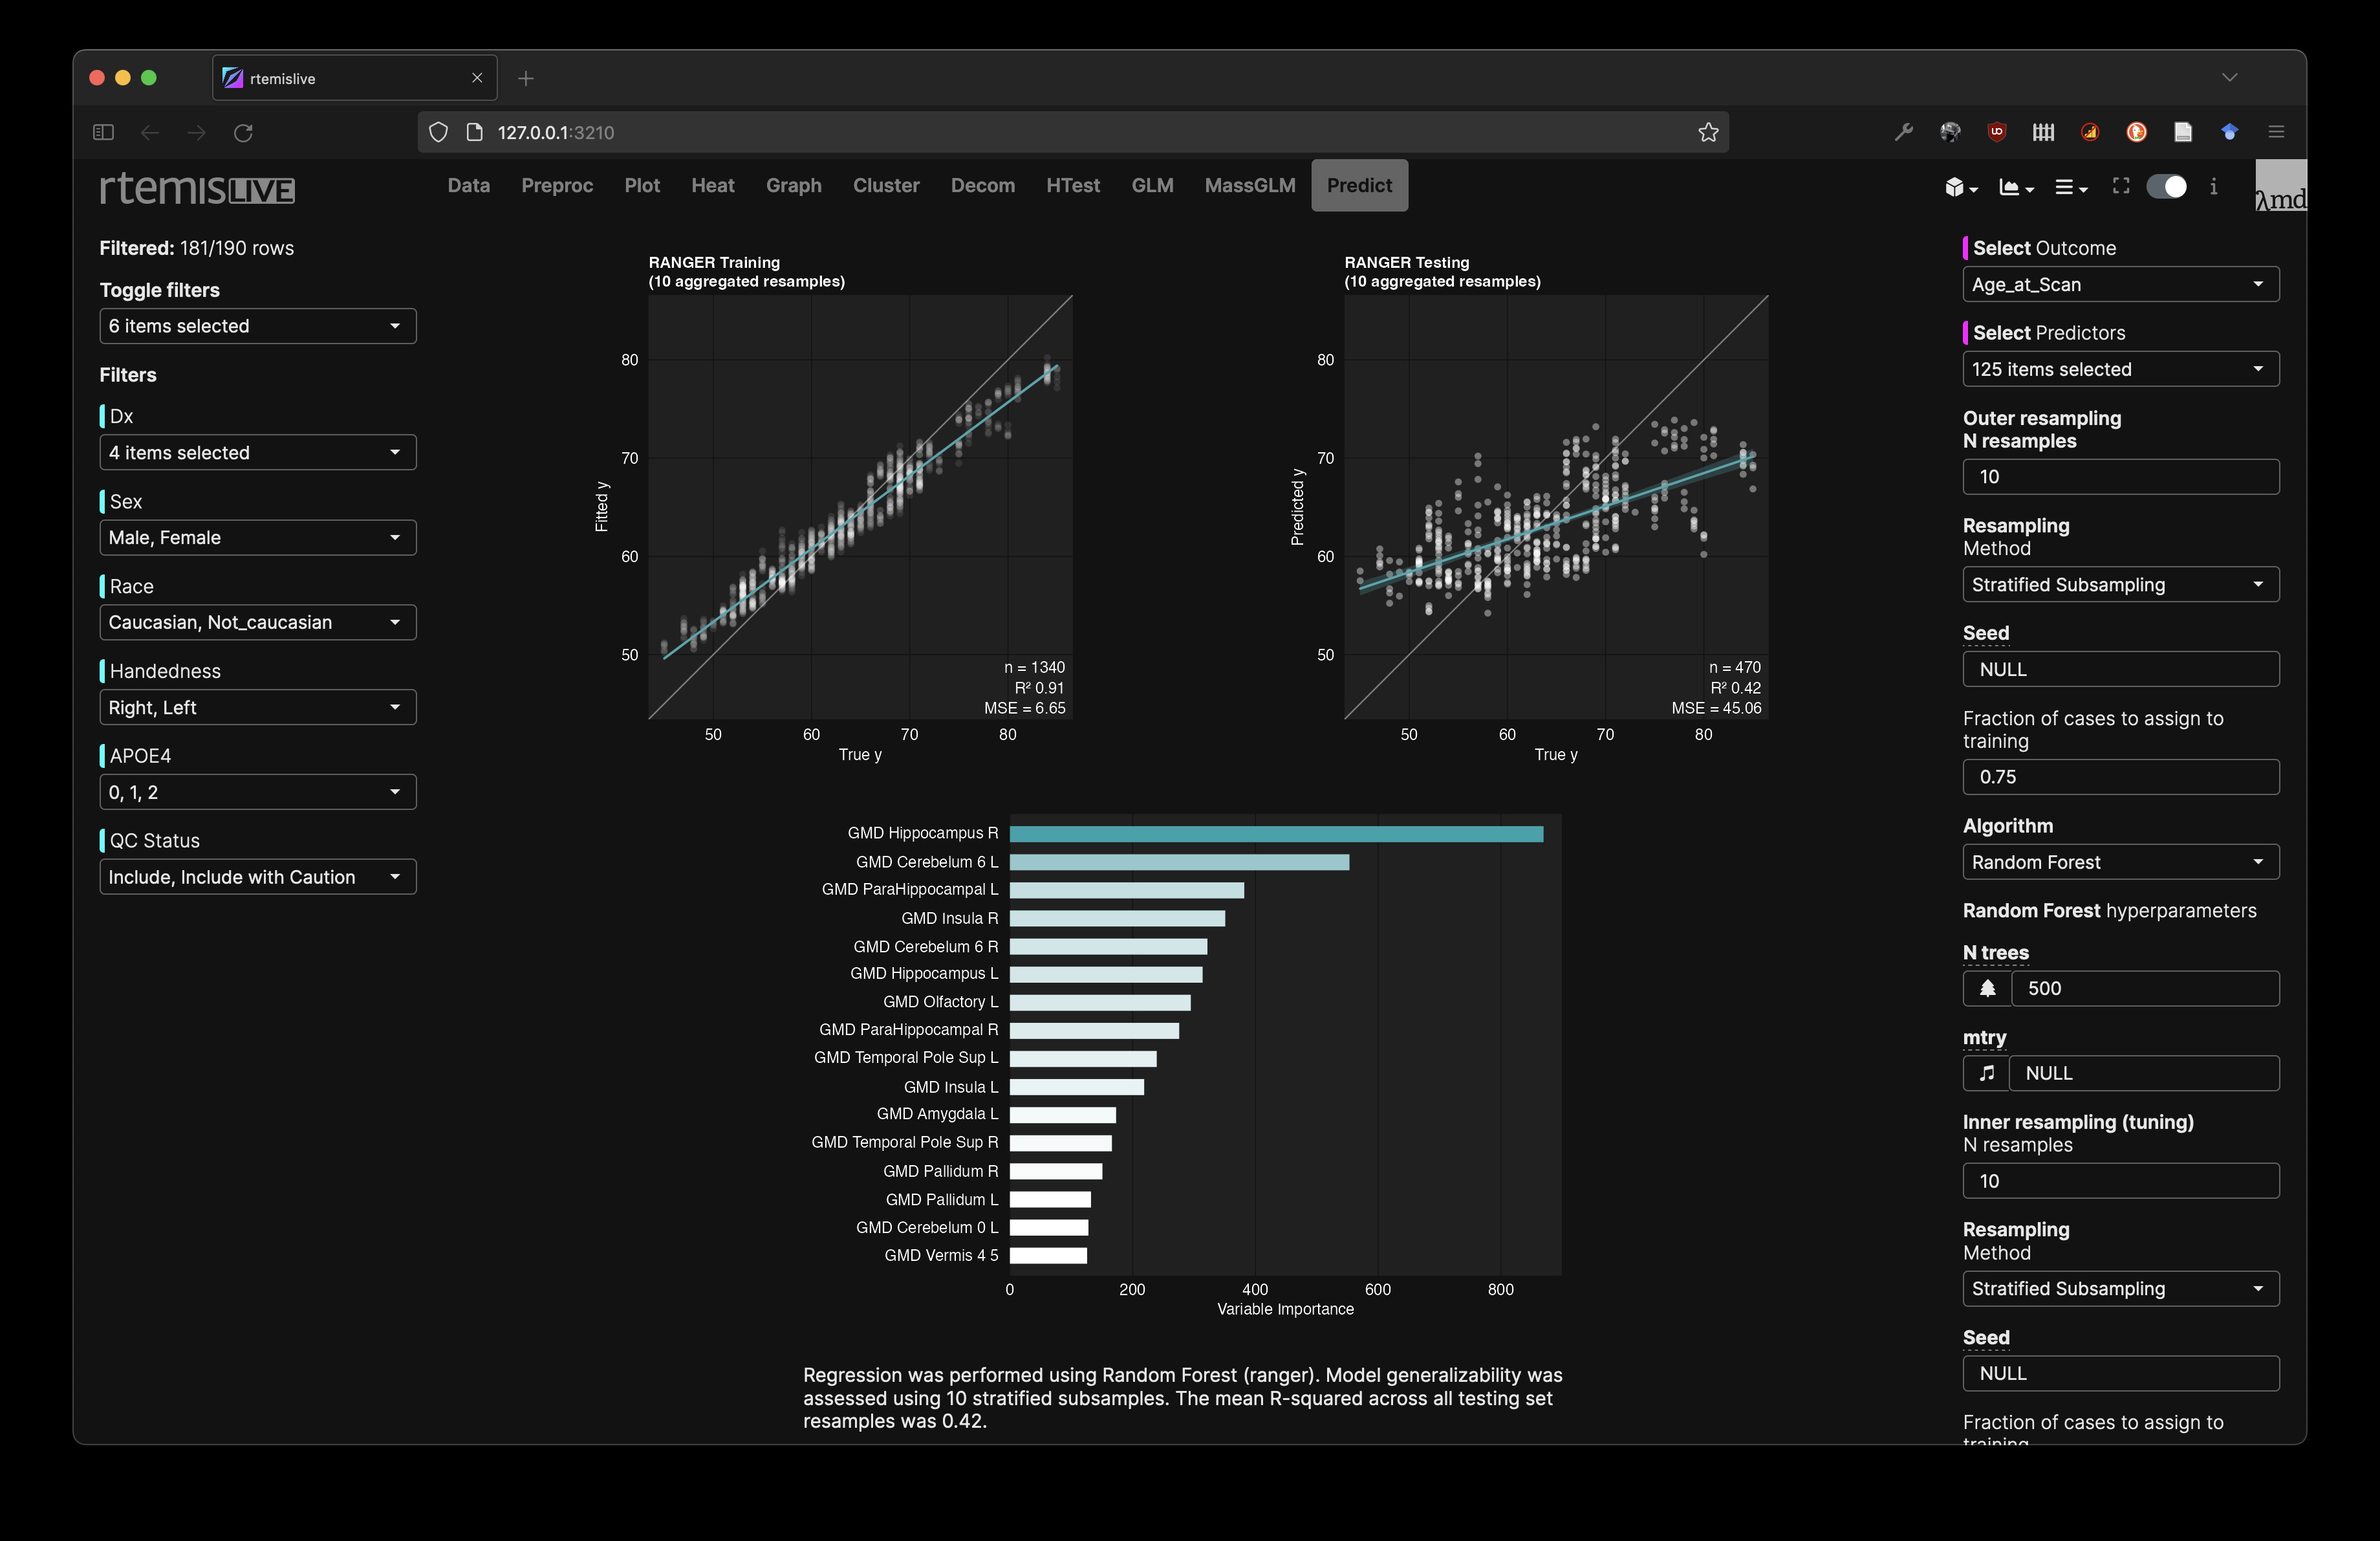 rtemislive
127.0.0.1:3210
rtemis LIVE
Data Preproc Plot Heat Graph Cluster Decom HTest GLM MassGLM Predict
λmd
Filtered: 181/190 rows
Toggle filters
6 items selected
Filters
Dx
4 items selected
Sex
Male, Female
Race
Caucasian, Not_caucasian
Handedness
Right, Left
APOE4
0, 1, 2
QC Status
Include, Include with Caution
RANGER Training
(10 aggregated resamples)
80
70
60
50
Fitted y
n = 1340
R² 0.91
MSE = 6.65
50 60 70 80
True y
RANGER Testing
(10 aggregated resamples)
80
70
60
50
Predicted y
n = 470
R² 0.42
MSE = 45.06
50 60 70 80
True y
GMD Hippocampus R
GMD Cerebelum 6 L
GMD ParaHippocampal L
GMD Insula R
GMD Cerebelum 6 R
GMD Hippocampus L
GMD Olfactory L
GMD ParaHippocampal R
GMD Temporal Pole Sup L
GMD Insula L
GMD Amygdala L
GMD Temporal Pole Sup R
GMD Pallidum R
GMD Pallidum L
GMD Cerebelum 0 L
GMD Vermis 4 5
0 200 400 600 800
Variable Importance
Regression was performed using Random Forest (ranger). Model generalizability was
assessed using 10 stratified subsamples. The mean R-squared across all testing set
resamples was 0.42.
Select Outcome
Age_at_Scan
Select Predictors
125 items selected
Outer resampling
N resamples
10
Resampling
Method
Stratified Subsampling
Seed
NULL
Fraction of cases to assign to
training
0.75
Algorithm
Random Forest
Random Forest hyperparameters
N trees
500
mtry
NULL
Inner resampling (tuning)
N resamples
10
Resampling
Method
Stratified Subsampling
Seed
NULL
Fraction of cases to assign to
training